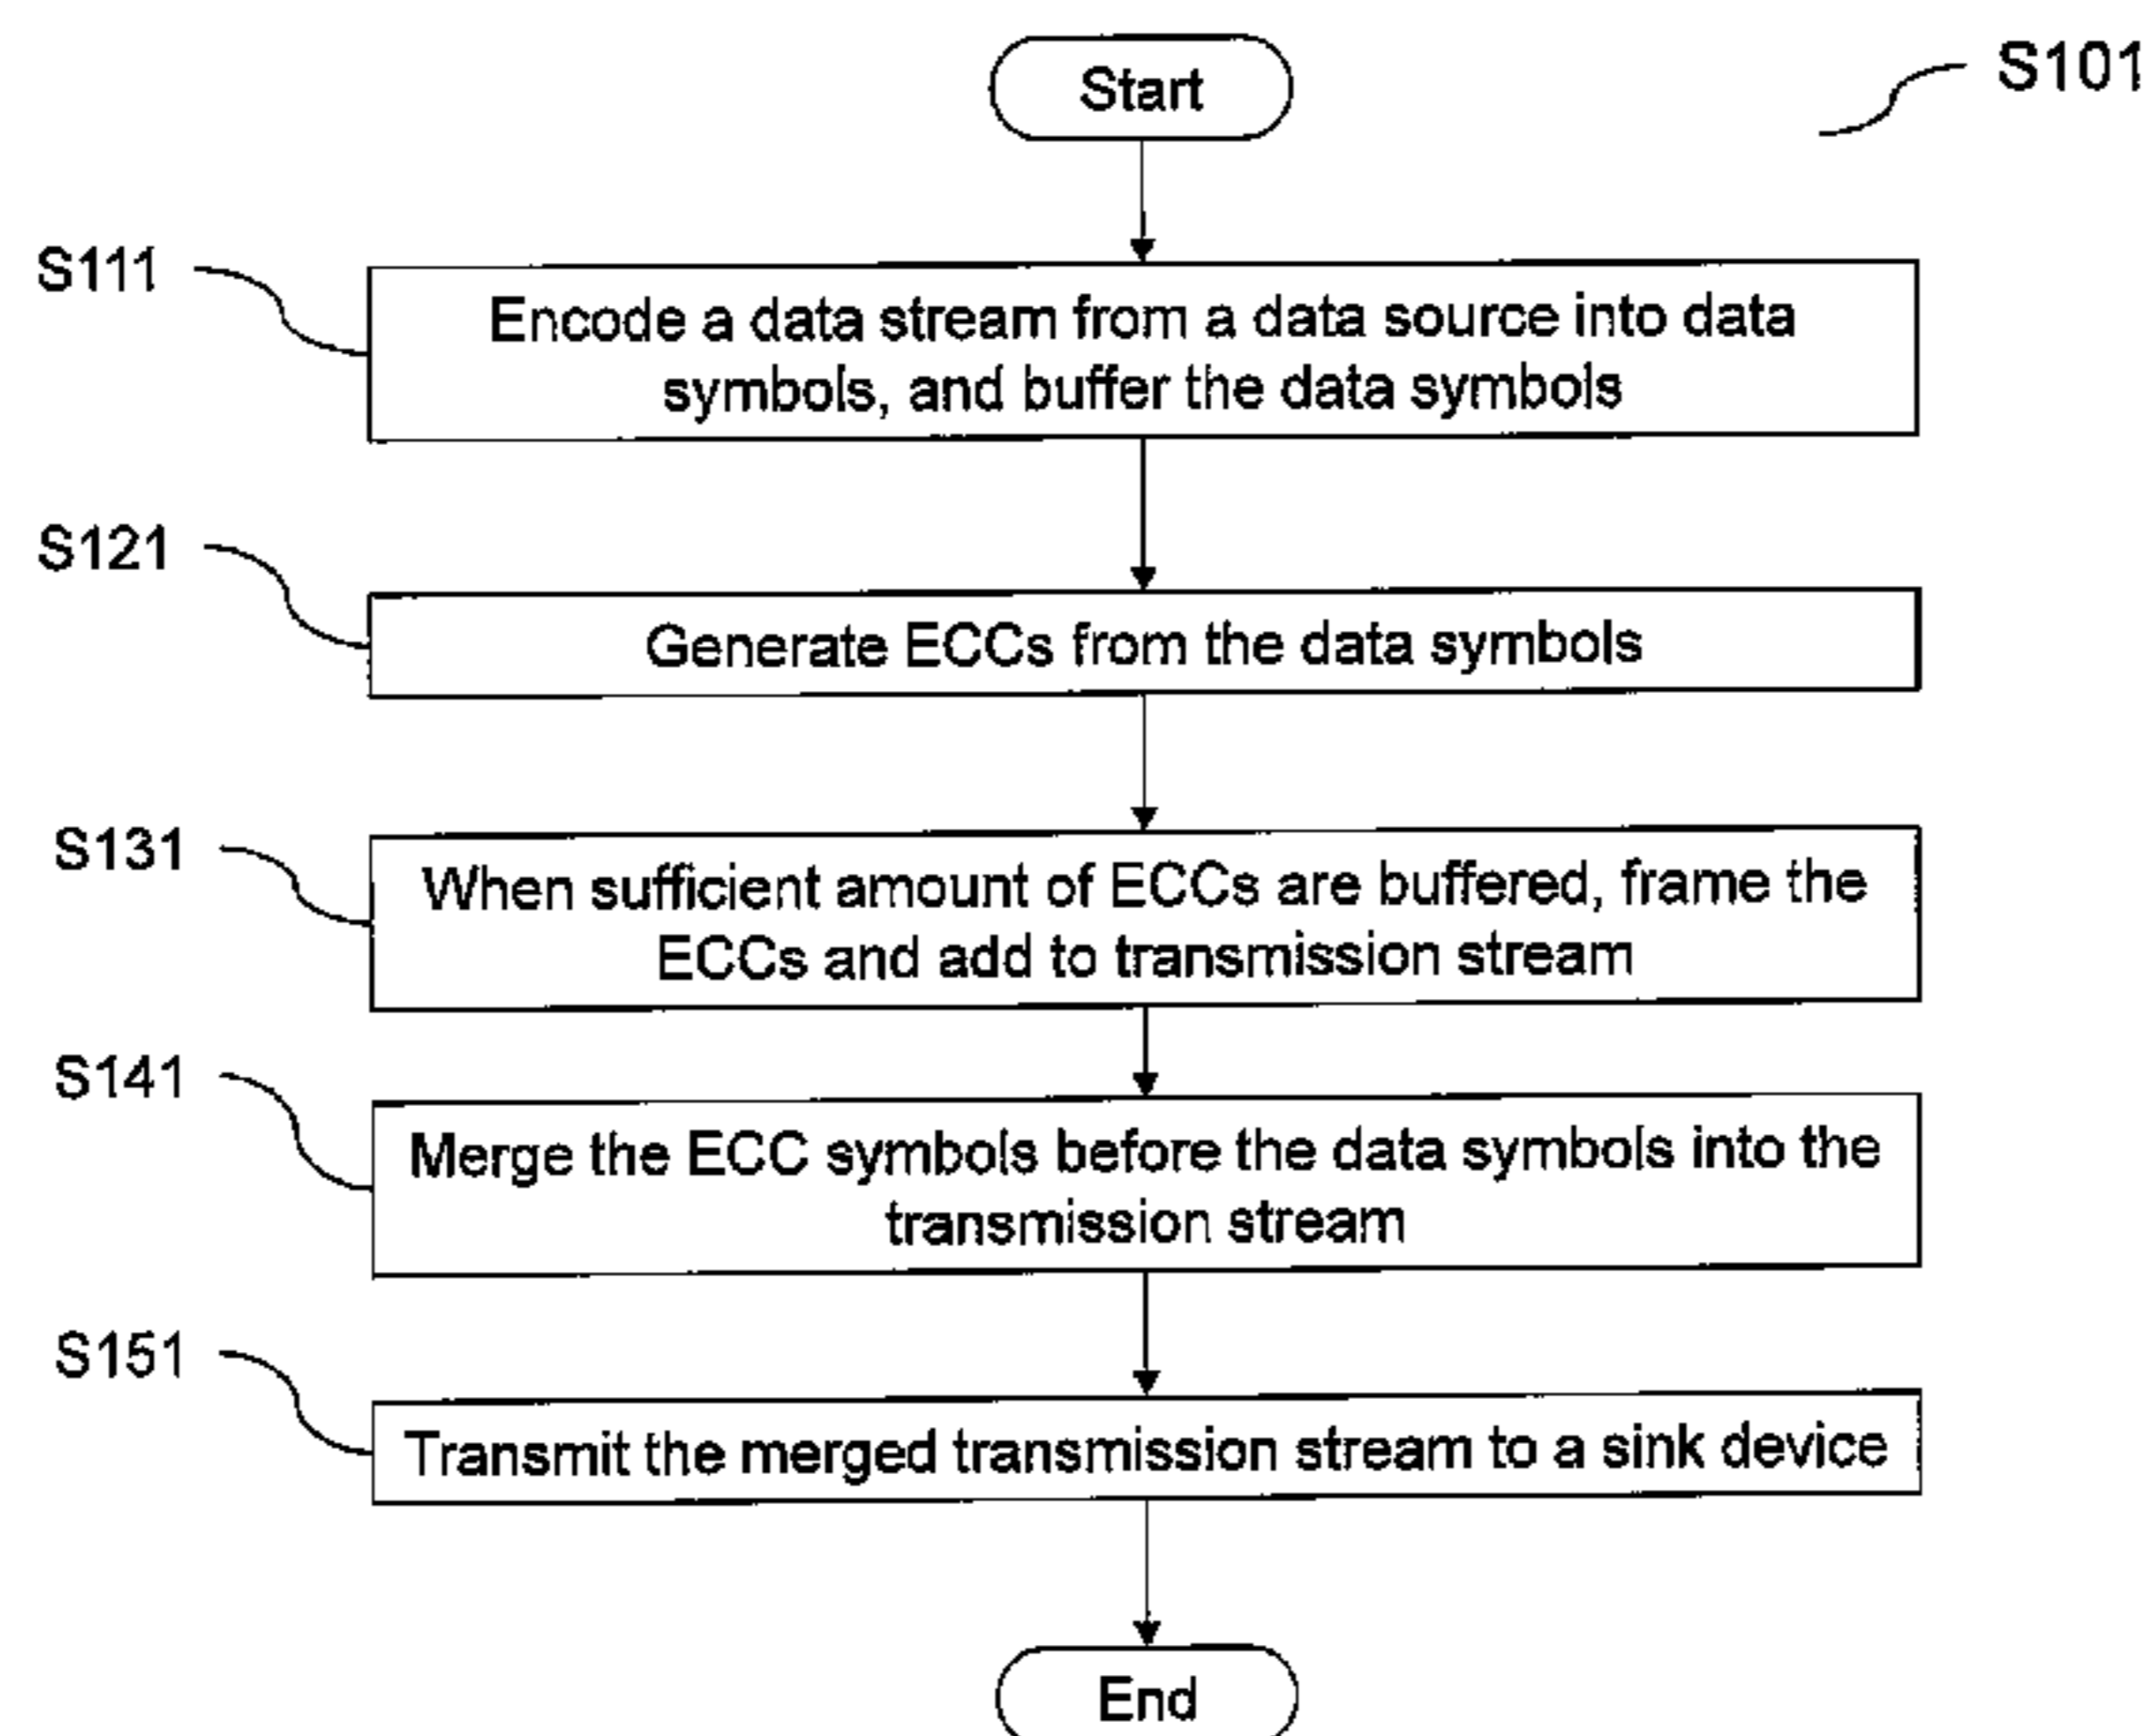 Start
S101
S111
Encode a data stream from a data source into data
symbols, and buffer the data symbols
S121
Generate ECCs from the data symbols
S131
When sufficient amount of ECCs are buffered, frame the
ECCs and add to transmission stream
S141
Merge the ECC symbols before the data symbols into the
transmission stream
S151
Transmit the merged transmission stream to a sink device
End